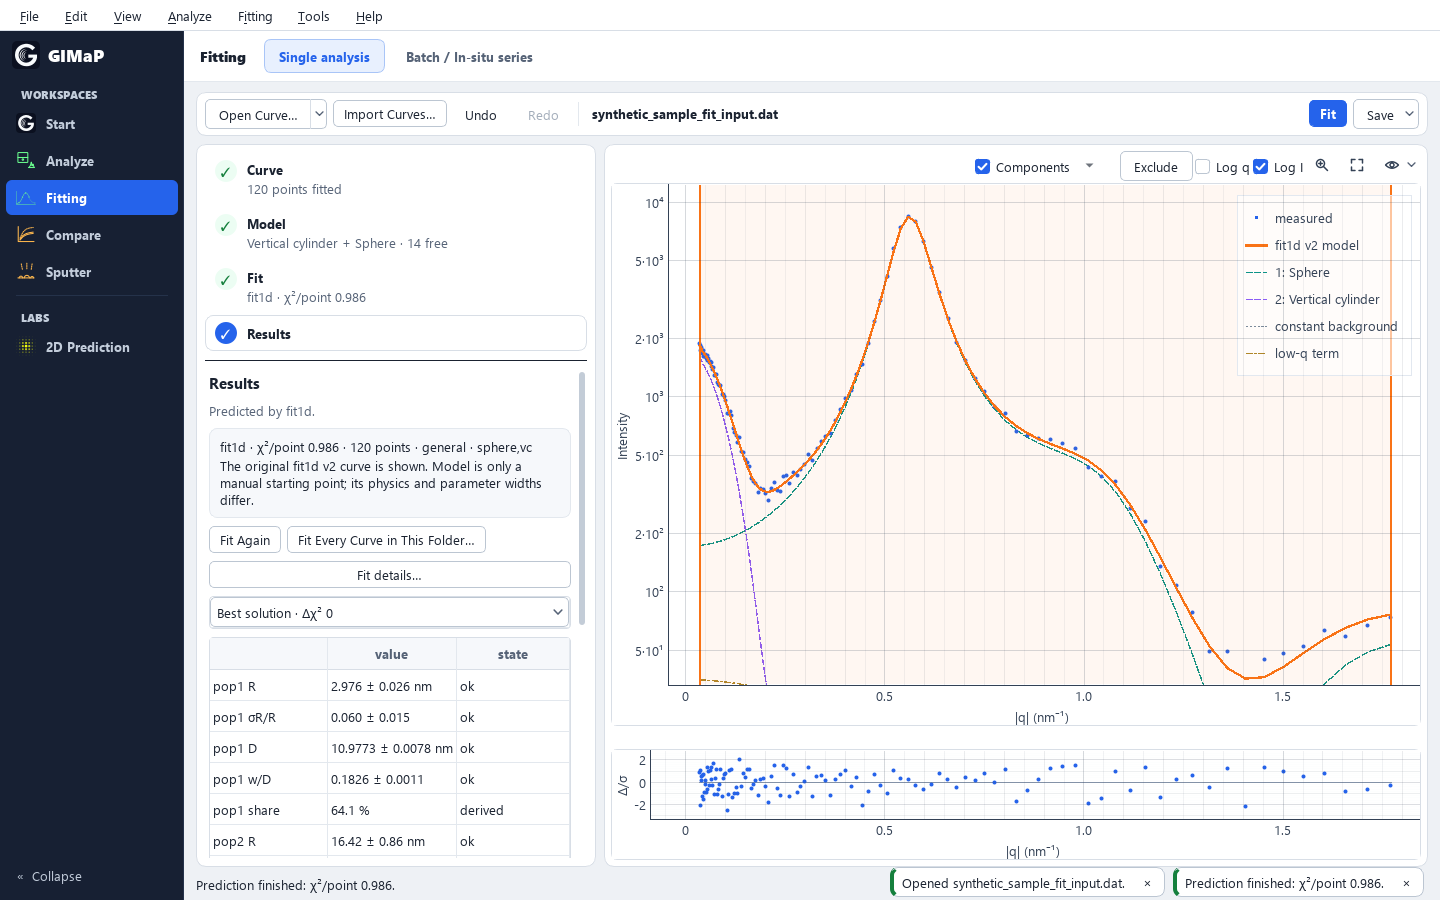 File Edit View Analyze Fitting Tools Help
GIMaP
WORKSPACES
Start
Analyze
Fitting
Compare
Sputter
LABS
2D Prediction
« Collapse
Fitting Single analysis Batch / In-situ series
Open Curve... Import Curves... Undo Redo synthetic_sample_fit_input.dat Fit Save
✓ Curve
120 points fitted
✓ Model
Vertical cylinder + Sphere · 14 free
✓ Fit
fit1d · χ²/point 0.986
✓ Results
Results
Predicted by fit1d.
fit1d · χ²/point 0.986 · 120 points · general · sphere,vc
The original fit1d v2 curve is shown. Model is only a
manual starting point; its physics and parameter widths
differ.
Fit Again Fit Every Curve in This Folder...
Fit details...
Best solution · Δχ² 0
value state
pop1 R 2.976 ± 0.026 nm ok
pop1 σR/R 0.060 ± 0.015 ok
pop1 D 10.9773 ± 0.0078 nm ok
pop1 w/D 0.1826 ± 0.0011 ok
pop1 share 64.1 % derived
pop2 R 16.42 ± 0.86 nm ok
Components Exclude Log q Log I
measured
fit1d v2 model
1: Sphere
2: Vertical cylinder
constant background
low-q term
Intensity
10⁴
5·10³
2·10³
10³
5·10²
2·10²
10²
5·10¹
0 0.5 1.0 1.5
|q| (nm⁻¹)
Δ/σ
2
0
-2
0 0.5 1.0 1.5
|q| (nm⁻¹)
Prediction finished: χ²/point 0.986.
Opened synthetic_sample_fit_input.dat. ×
Prediction finished: χ²/point 0.986. ×